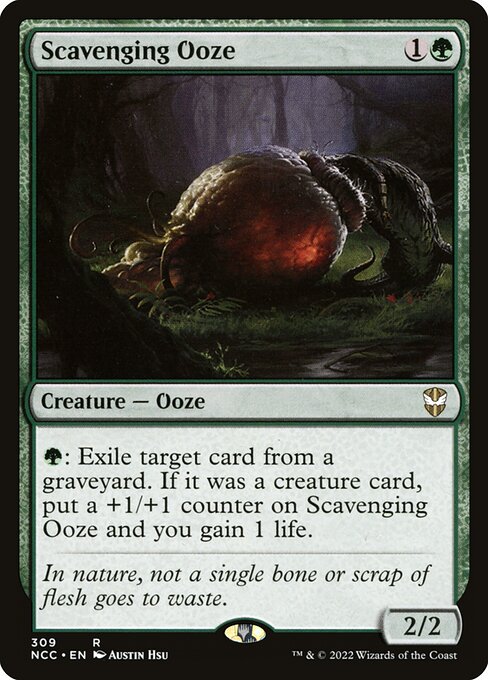 Scavenging Ooze 1
Creature — Ooze
: Exile target card from a
graveyard. If it was a creature card,
put a +1/+1 counter on Scavenging
Ooze and you gain 1 life.
In nature, not a single bone or scrap of
flesh goes to waste.
2/2
309 R
NCC • EN Austin Hsu ™ & © 2022 Wizards of the Coast